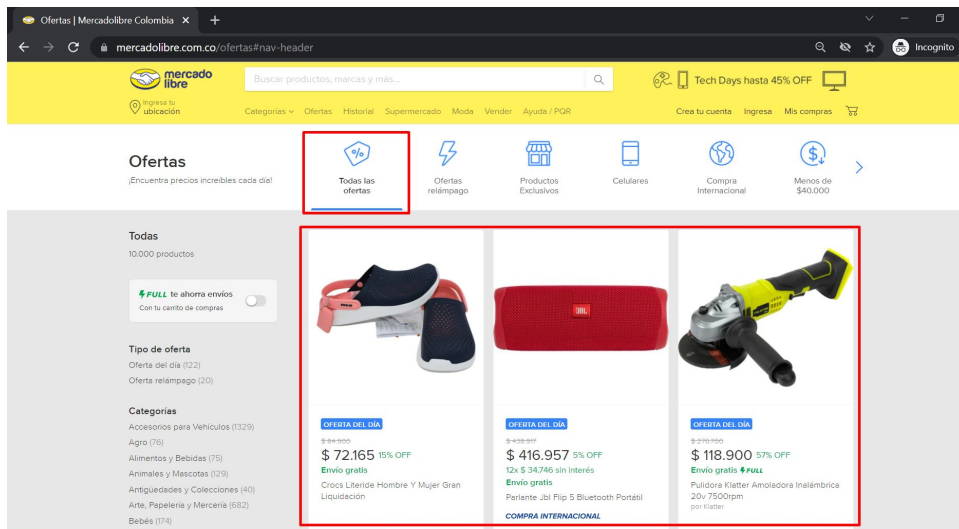 Ofertas | Mercadolibre Colombia
mercadolibre.com.co/ofertas#nav-header
Incognito
mercado
libre
Buscar productos, marcas y más...
Tech Days hasta 45% OFF
Ingresa tu
ubicación
Categorías Ofertas Historial Supermercado Moda Vender Ayuda / PQR
Crea tu cuenta Ingresa Mis compras
Ofertas
¡Encuentra precios increíbles cada día!
Todas las
ofertas
Ofertas
relámpago
Productos
Exclusivos
Celulares
Compra
Internacional
Menos de
$40.000
Todas
10.000 productos
FULL te ahorra envíos
Con tu carrito de compras
Tipo de oferta
Oferta del día (122)
Oferta relámpago (20)
Categorías
Accesorios para Vehículos (1329)
Agro (76)
Alimentos y Bebidas (75)
Animales y Mascotas (129)
Antigüedades y Colecciones (40)
Arte, Papelería y Mercería (682)
Bebés (174)
OFERTA DEL DÍA
$ 84.900
$ 72.165 15% OFF
Envío gratis
Crocs Literide Hombre Y Mujer Gran
Liquidación
JBL
OFERTA DEL DÍA
$ 438.917
$ 416.957 5% OFF
12x $ 34.746 sin interés
Envío gratis
Parlante Jbl Flip 5 Bluetooth Portátil
COMPRA INTERNACIONAL
OFERTA DEL DÍA
$ 118.900 57% OFF
Envío gratis FULL
Pulidora Klatter Amoladora Inalámbrica
20v 7500rpm
por Klatter